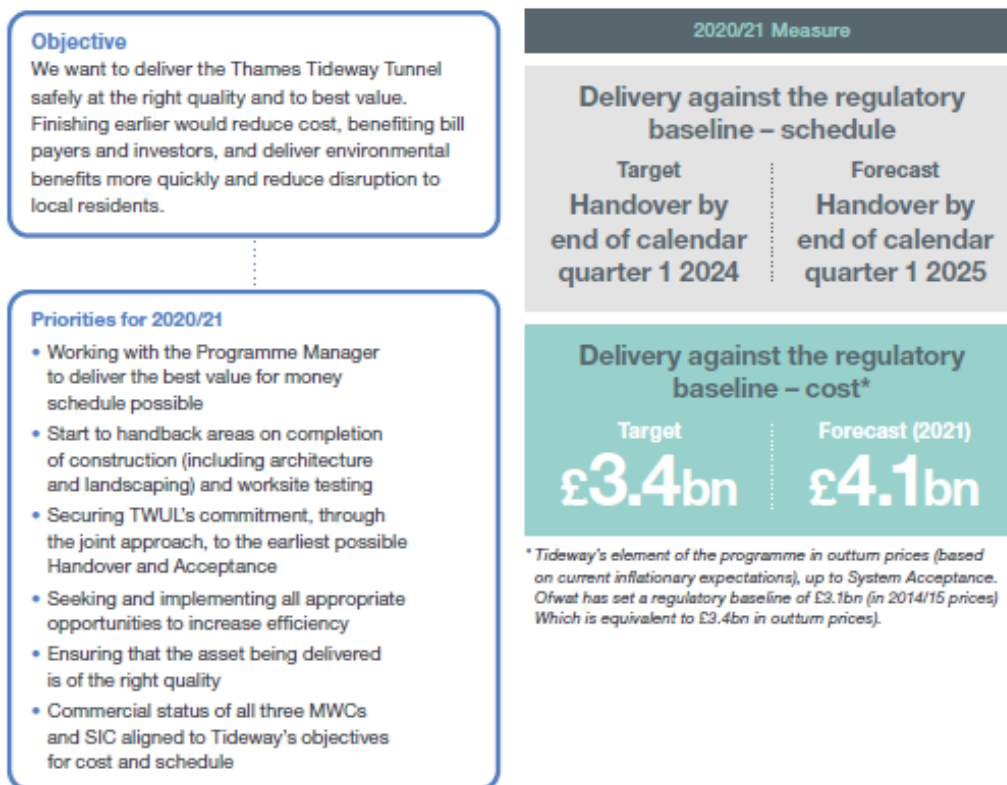 Objective
We want to deliver the Thames Tideway Tunnel
safely at the right quality and to best value.
Finishing earlier would reduce cost, benefiting bill
payers and investors, and deliver environmental
benefits more quickly and reduce disruption to
local residents.
Priorities for 2020/21
• Working with the Programme Manager
to deliver the best value for money
schedule possible
• Start to handback areas on completion
of construction (including architecture
and landscaping) and worksite testing
• Securing TWUL's commitment, through
the joint approach, to the earliest possible
Handover and Acceptance
• Seeking and implementing all appropriate
opportunities to increase efficiency
• Ensuring that the asset being delivered
is of the right quality
• Commercial status of all three MWCs
and SIC aligned to Tideway's objectives
for cost and schedule
2020/21 Measure
Delivery against the regulatory
baseline – schedule
Target
Handover by
end of calendar
quarter 1 2024
Forecast
Handover by
end of calendar
quarter 1 2025
Delivery against the regulatory
baseline – cost*
Target
£3.4bn
Forecast (2021)
£4.1bn
* Tideway's element of the programme in outturn prices (based
on current inflationary expectations), up to System Acceptance.
Ofwat has set a regulatory baseline of £3.1bn (in 2014/15 prices)
Which is equivalent to £3.4bn in outturn prices).